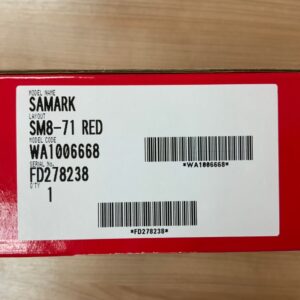 MODEL NAME
SAMARK
LAYOUT
SM8-71 RED
MODEL CODE
WA1006668
SERIAL No.
FD278238
Q'TY
1
*WA1006668*
*FD278238*